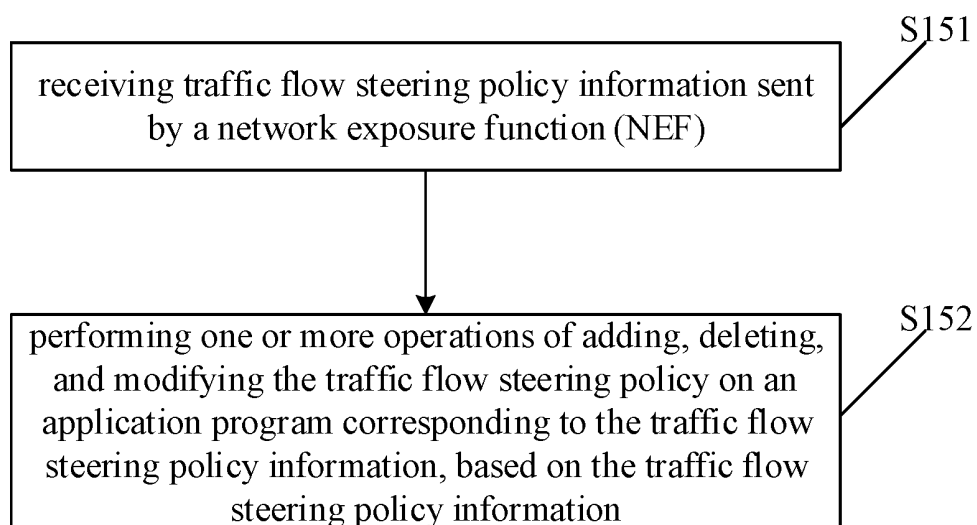 S151
receiving traffic flow steering policy information sent
by a network exposure function (NEF)
S152
performing one or more operations of adding, deleting,
and modifying the traffic flow steering policy on an
application program corresponding to the traffic flow
steering policy information, based on the traffic flow
steering policy information